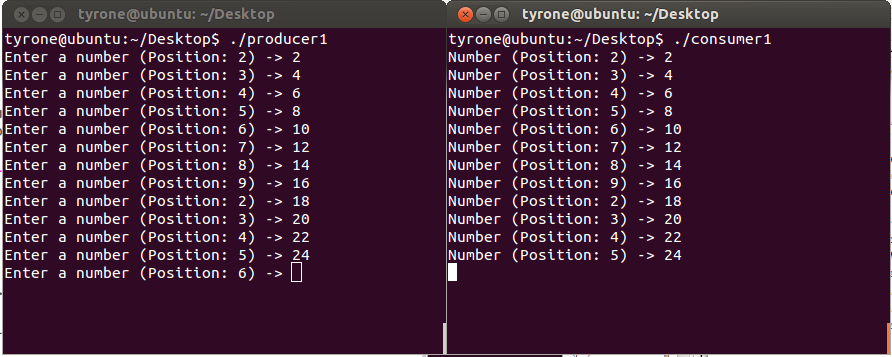 tyrone@ubuntu: ~/Desktop
tyrone@ubuntu:~/Desktop$ ./producer1
Enter a number (Position: 2) -> 2
Enter a number (Position: 3) -> 4
Enter a number (Position: 4) -> 6
Enter a number (Position: 5) -> 8
Enter a number (Position: 6) -> 10
Enter a number (Position: 7) -> 12
Enter a number (Position: 8) -> 14
Enter a number (Position: 9) -> 16
Enter a number (Position: 2) -> 18
Enter a number (Position: 3) -> 20
Enter a number (Position: 4) -> 22
Enter a number (Position: 5) -> 24
Enter a number (Position: 6) ->
tyrone@ubuntu: ~/Desktop
tyrone@ubuntu:~/Desktop$ ./consumer1
Number (Position: 2) -> 2
Number (Position: 3) -> 4
Number (Position: 4) -> 6
Number (Position: 5) -> 8
Number (Position: 6) -> 10
Number (Position: 7) -> 12
Number (Position: 8) -> 14
Number (Position: 9) -> 16
Number (Position: 2) -> 18
Number (Position: 3) -> 20
Number (Position: 4) -> 22
Number (Position: 5) -> 24